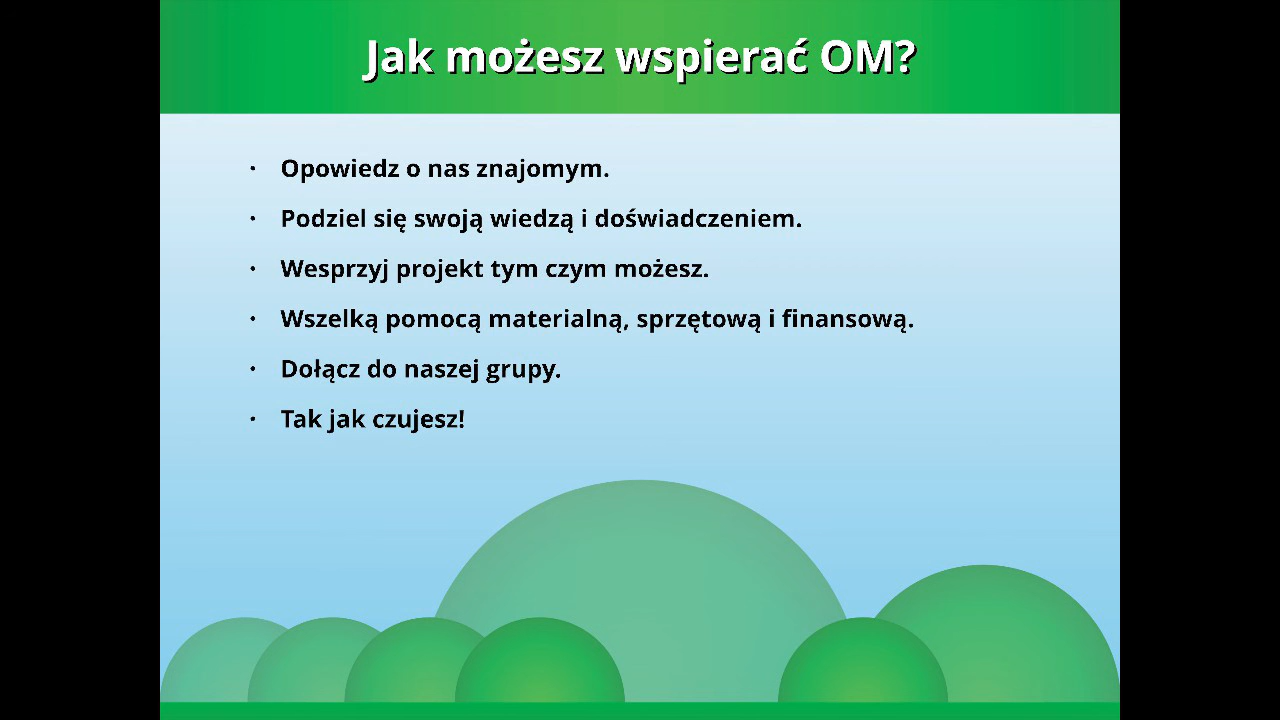 Jak możesz wspierać OM?
· Opowiedz o nas znajomym.
· Podziel się swoją wiedzą i doświadczeniem.
· Wesprzyj projekt tym czym możesz.
· Wszelką pomocą materialną, sprzętową i finansową.
· Dołącz do naszej grupy.
· Tak jak czujesz!